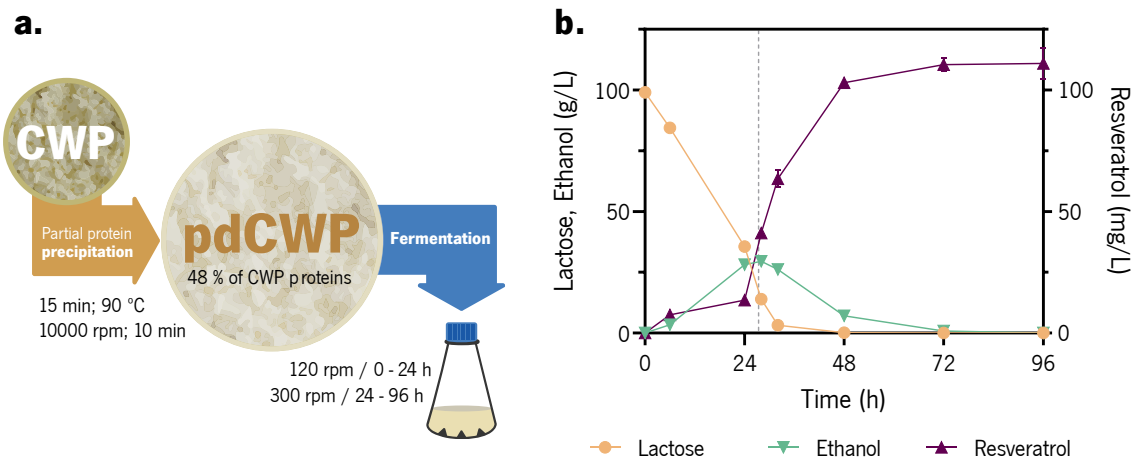 a.
CWP
Partial protein
precipitation
15 min; 90 °C
10000 rpm; 10 min
pdCWP
48 % of CWP proteins
Fermentation
120 rpm / 0 - 24 h
300 rpm / 24 - 96 h
b.
Lactose, Ethanol (g/L)
100
50
0
0
24
48
72
96
Time (h)
100
50
0
Resveratrol (mg/L)
Lactose
Ethanol
Resveratrol